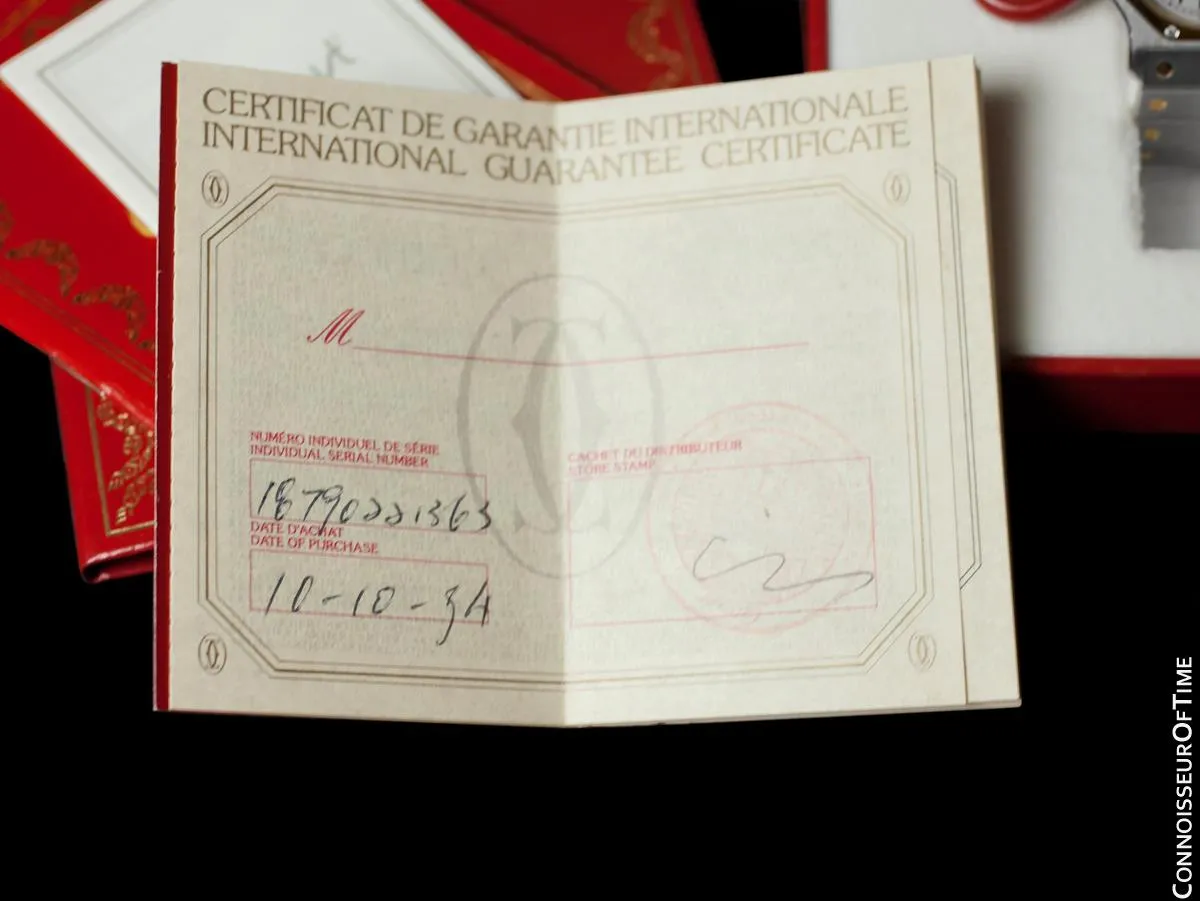 CERTIFICAT DE GARANTIE INTERNATIONALE
INTERNATIONAL GUARANTEE CERTIFICATE
M
NUMÉRO INDIVIDUEL DE SÉRIE
INDIVIDUAL SERIAL NUMBER
18790221363
DATE D'ACHAT
DATE OF PURCHASE
10-10-
CACHET DU DISTRIBUTEUR
STORE STAMP
CONNOISSEUROFTIME